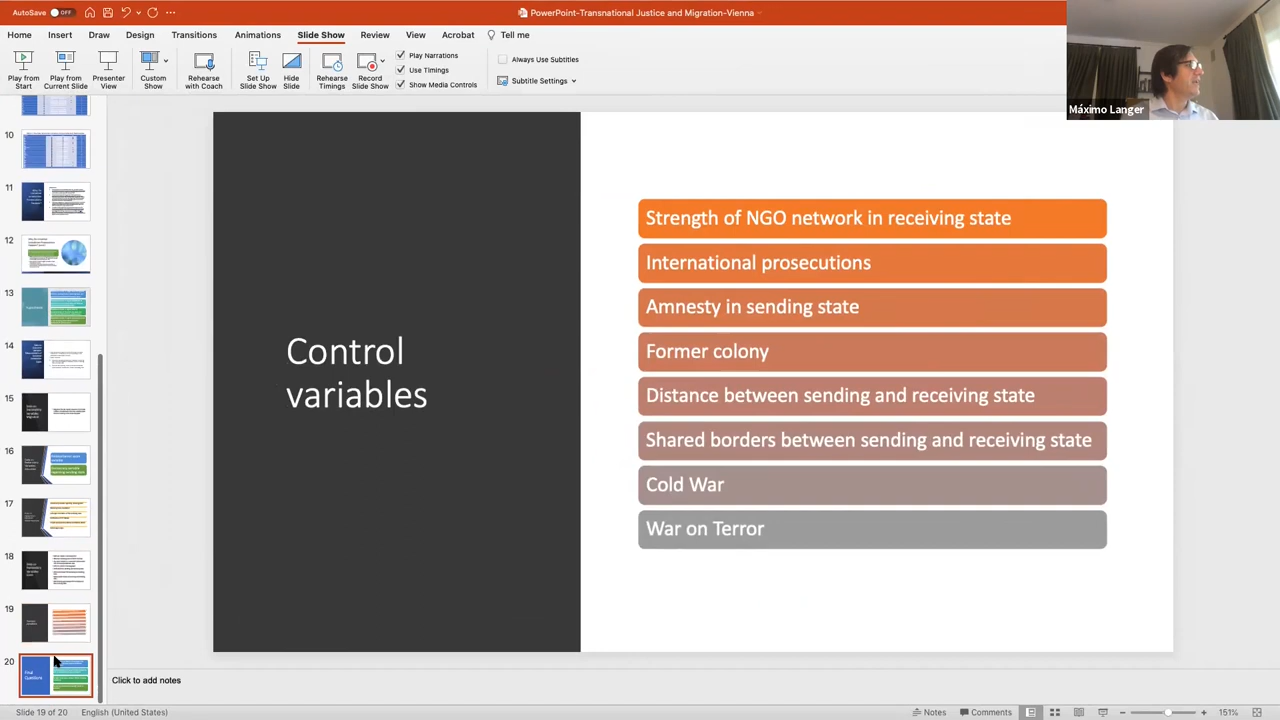 AutoSave OFF
PowerPoint-Transnational Justice and Migration-Vienna
Home Insert Draw Design Transitions Animations Slide Show Review View Acrobat Tell me
Play from Start
Play from Current Slide
Presenter View
Custom Show
Rehearse with Coach
Set Up Slide Show
Hide Slide
Rehearse Timings
Record Slide Show
Play Narrations
Use Timings
Show Media Controls
Always Use Subtitles
Subtitle Settings
Máximo Langer
10
11
12
13
14
15
16
17
18
19
20
Control
variables
Strength of NGO network in receiving state
International prosecutions
Amnesty in sending state
Former colony
Distance between sending and receiving state
Shared borders between sending and receiving state
Cold War
War on Terror
Click to add notes
Slide 19 of 20 English (United States) Notes Comments 151%